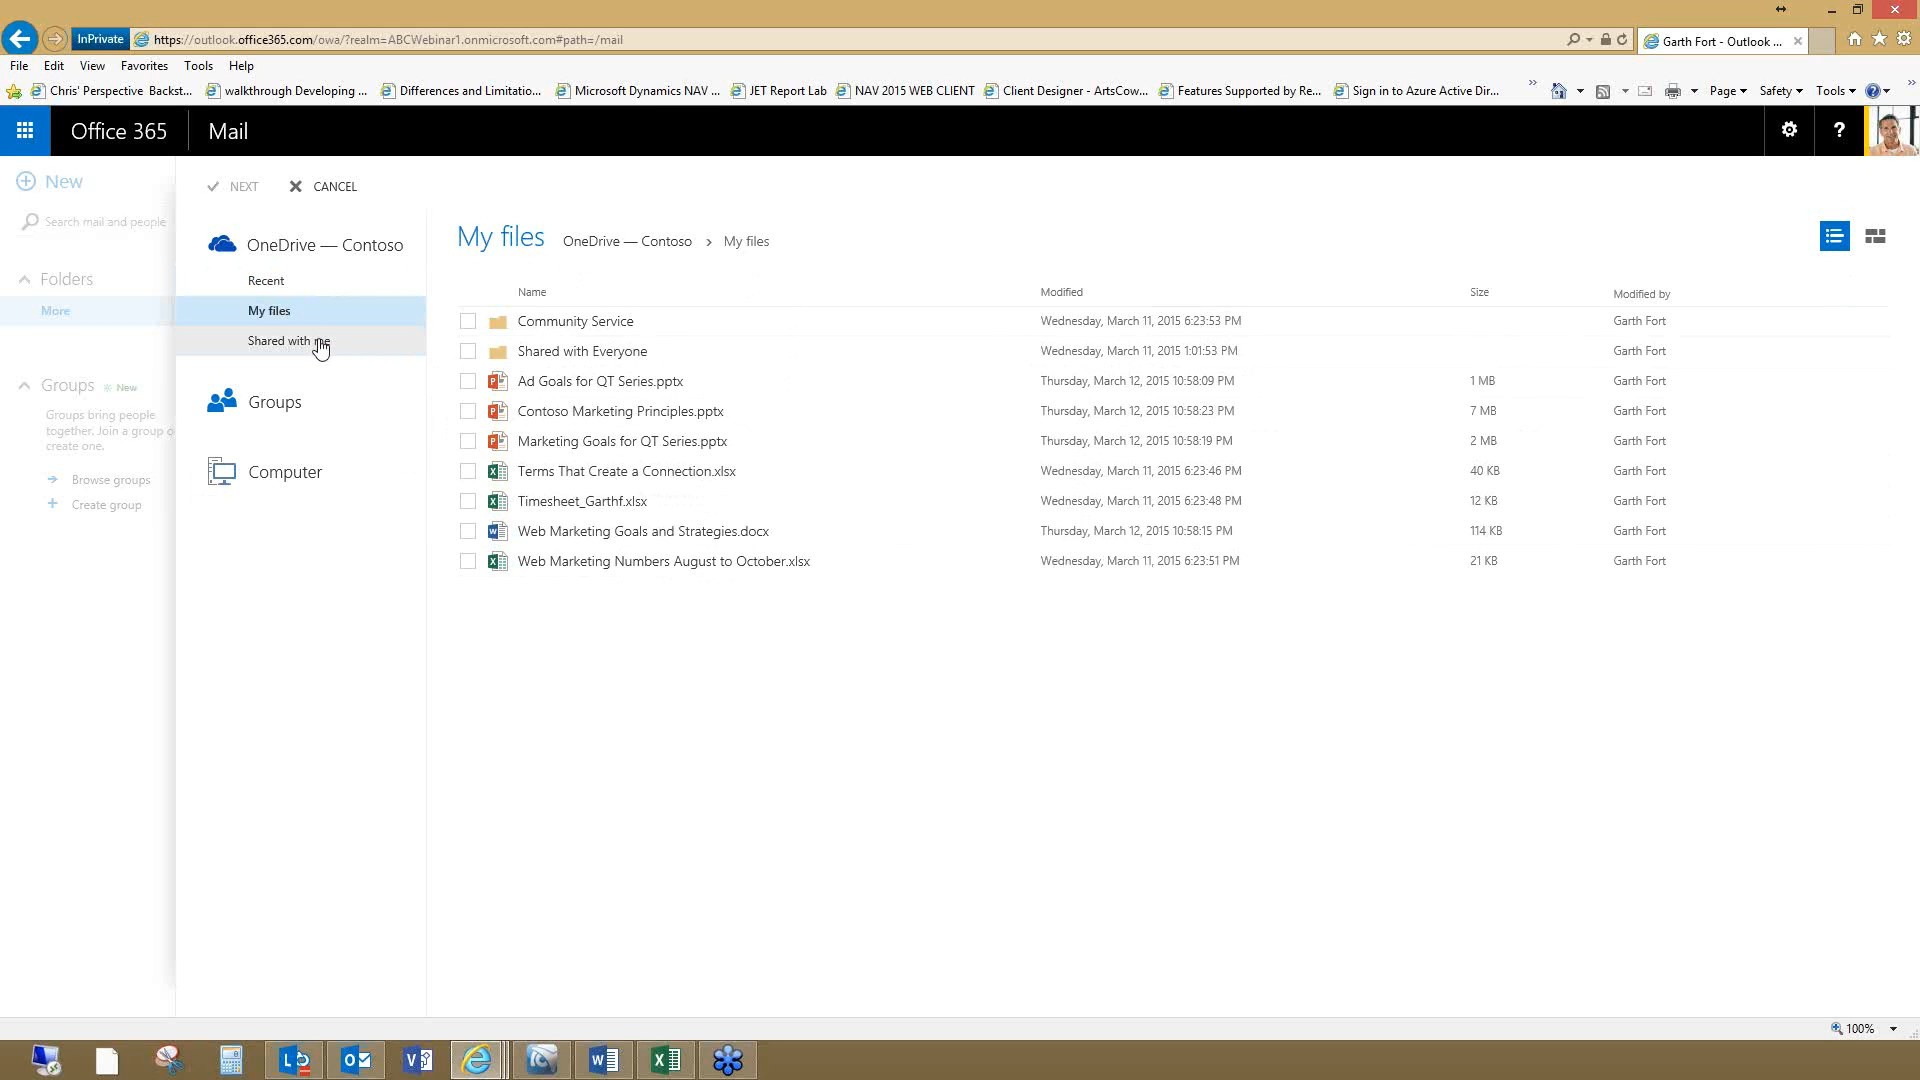 InPrivate https://outlook.office365.com/owa/?realm=ABCWebinar1.onmicrosoft.com#path=/mail Garth Fort - Outlook ...
File Edit View Favorites Tools Help
Chris' Perspective Backst... walkthrough Developing ... Differences and Limitatio... Microsoft Dynamics NAV ... JET Report Lab NAV 2015 WEB CLIENT Client Designer - ArtsCow... Features Supported by Re... Sign in to Azure Active Dir... Page Safety Tools
Office 365 Mail
New
NEXT CANCEL
Search mail and people
OneDrive — Contoso
Recent
My files
Shared with me
Groups
Computer
Folders
More
Groups New
Groups bring people
together. Join a group o
create one.
Browse groups
Create group
My files OneDrive — Contoso > My files
Name Modified Size Modified by
Community Service Wednesday, March 11, 2015 6:23:53 PM Garth Fort
Shared with Everyone Wednesday, March 11, 2015 1:01:53 PM Garth Fort
Ad Goals for QT Series.pptx Thursday, March 12, 2015 10:58:09 PM 1 MB Garth Fort
Contoso Marketing Principles.pptx Thursday, March 12, 2015 10:58:23 PM 7 MB Garth Fort
Marketing Goals for QT Series.pptx Thursday, March 12, 2015 10:58:19 PM 2 MB Garth Fort
Terms That Create a Connection.xlsx Wednesday, March 11, 2015 6:23:46 PM 40 KB Garth Fort
Timesheet_Garthf.xlsx Wednesday, March 11, 2015 6:23:48 PM 12 KB Garth Fort
Web Marketing Goals and Strategies.docx Thursday, March 12, 2015 10:58:15 PM 114 KB Garth Fort
Web Marketing Numbers August to October.xlsx Wednesday, March 11, 2015 6:23:51 PM 21 KB Garth Fort
100%